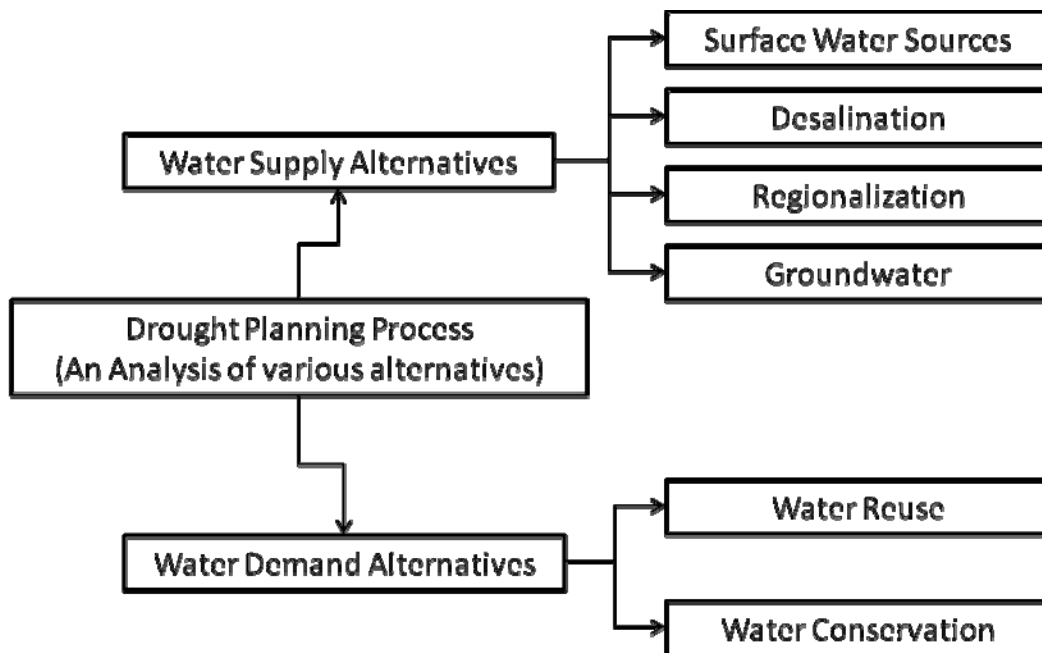 Surface Water Sources
Desalination
Water Supply Alternatives
Regionalization
Groundwater
Drought Planning Process
(An Analysis of various alternatives)
Water Reuse
Water Demand Alternatives
Water Conservation